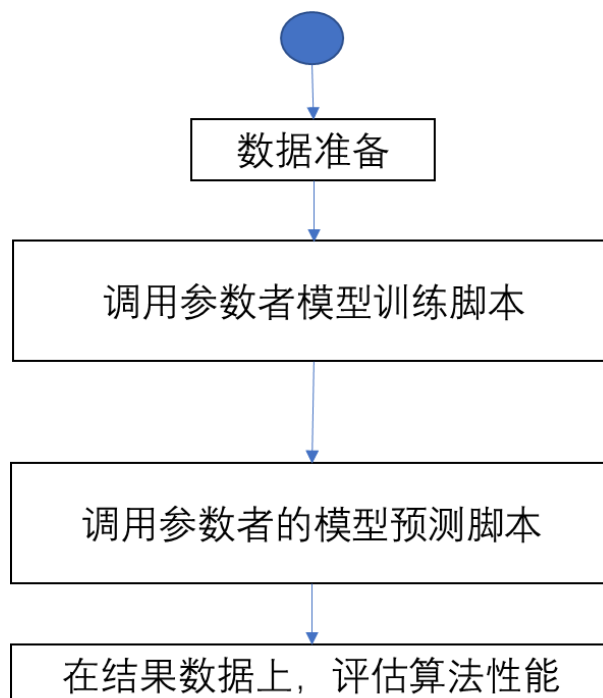 数据准备
调用参数者模型训练脚本
调用参数者的模型预测脚本
在结果数据上，评估算法性能